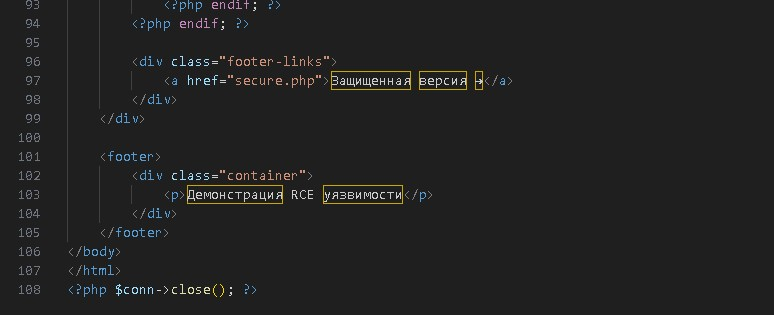 93 <?php endif; ?>
94 <?php endif; ?>
95
96 <div class="footer-links">
97 <a href="secure.php">Защищенная версия →</a>
98 </div>
99 </div>
100
101 <footer>
102 <div class="container">
103 <p>Демонстрация RCE уязвимости</p>
104 </div>
105 </footer>
106 </body>
107 </html>
108 <?php $conn->close(); ?>